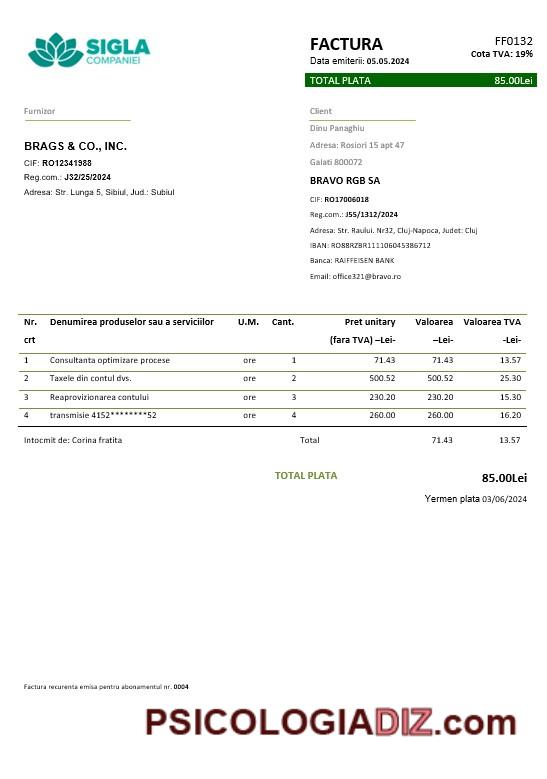 SIGLA
COMPANIEI
FACTURA
FF0132
Data emiterii: 05.05.2024
Cota TVA: 19%
TOTAL PLATA 85.00Lei
Furnizor
BRAGS & CO., INC.
CIF: RO12341988
Reg.com.: J32/25/2024
Adresa: Str. Lunga 5, Sibiul, Jud.: Subiul
Client
Dinu Panaghiu
Adresa: Rosiori 15 apt 47
Galati 800072
BRAVO RGB SA
CIF: RO17006018
Reg.com.: J55/1312/2024
Adresa: Str. Raului. Nr32, Cluj-Napoca, Judet: Cluj
IBAN: RO88RZBR111106045386712
Banca: RAIFFEISEN BANK
Email: office321@bravo.ro
Nr. Denumirea produselor sau a serviciilor U.M. Cant. Pret unitary Valoarea Valoarea TVA
crt (fara TVA) –Lei- –Lei- -Lei-
1 Consultanta optimizare procese ore 1 71.43 71.43 13.57
2 Taxele din contul dvs. ore 2 500.52 500.52 25.30
3 Reaprovizionarea contului ore 3 230.20 230.20 15.30
4 transmisie 4152********52 ore 4 260.00 260.00 16.20
Intocmit de: Corina fratita Total 71.43 13.57
TOTAL PLATA 85.00Lei
Yermen plata 03/06/2024
Factura recurenta emisa pentru abonamentul nr. 0004
PSICOLOGIADIZ.com